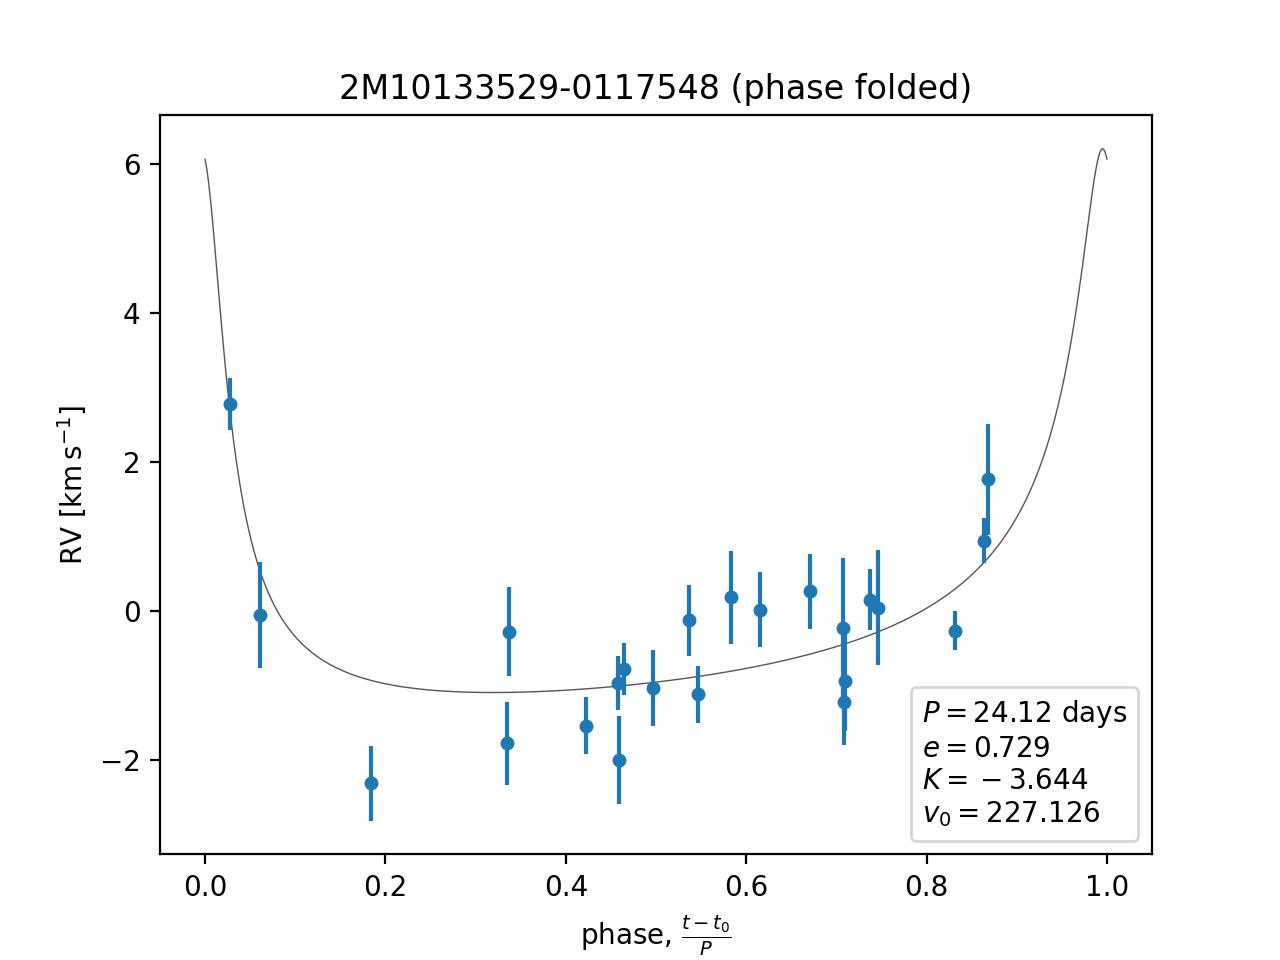 2M10133529-0117548 (phase folded)
RV [km s⁻¹]
6
4
2
0
−2
P = 24.12 days
e = 0.729
K = − 3.644
v₀ = 227.126
0.0 0.2 0.4 0.6 0.8 1.0
phase, (t − t₀)/P